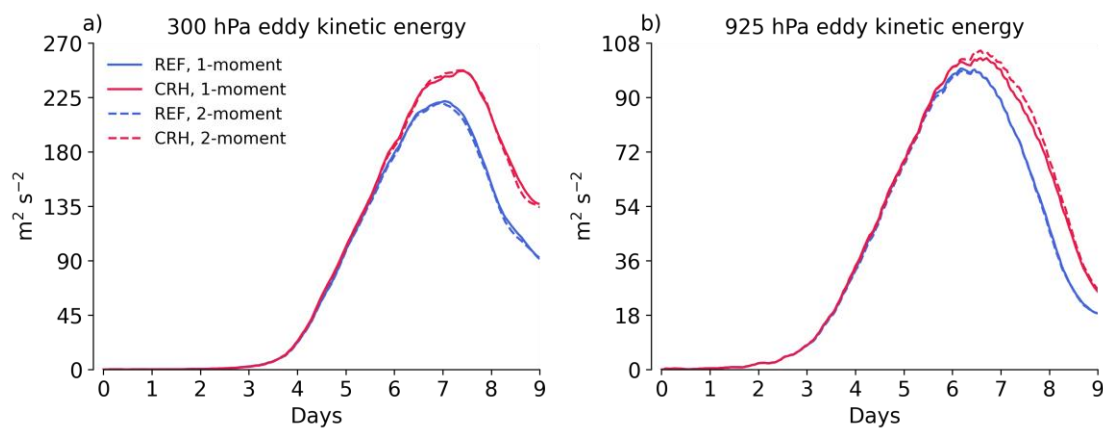 a) 300 hPa eddy kinetic energy
270
225
180
135
90
45
0
m² s⁻²
REF, 1-moment
CRH, 1-moment
REF, 2-moment
CRH, 2-moment
0 1 2 3 4 5 6 7 8 9
Days
b) 925 hPa eddy kinetic energy
108
90
72
54
36
18
0
m² s⁻²
0 1 2 3 4 5 6 7 8 9
Days